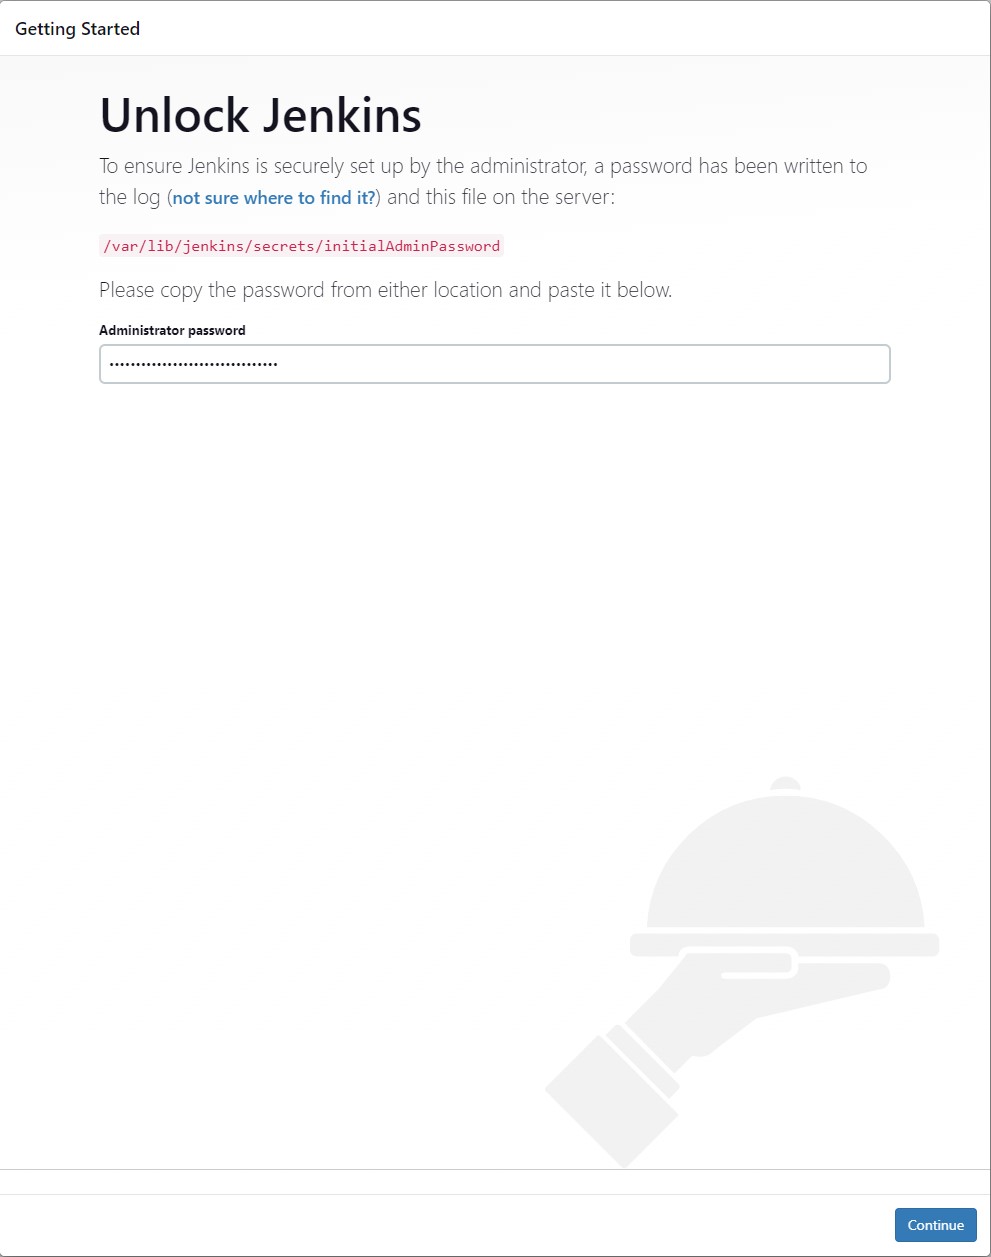 Getting Started
Unlock Jenkins
To ensure Jenkins is securely set up by the administrator, a password has been written to
the log (not sure where to find it?) and this file on the server:
/var/lib/jenkins/secrets/initialAdminPassword
Please copy the password from either location and paste it below.
Administrator password
••••••••••••••••••••••••••••••••
Continue